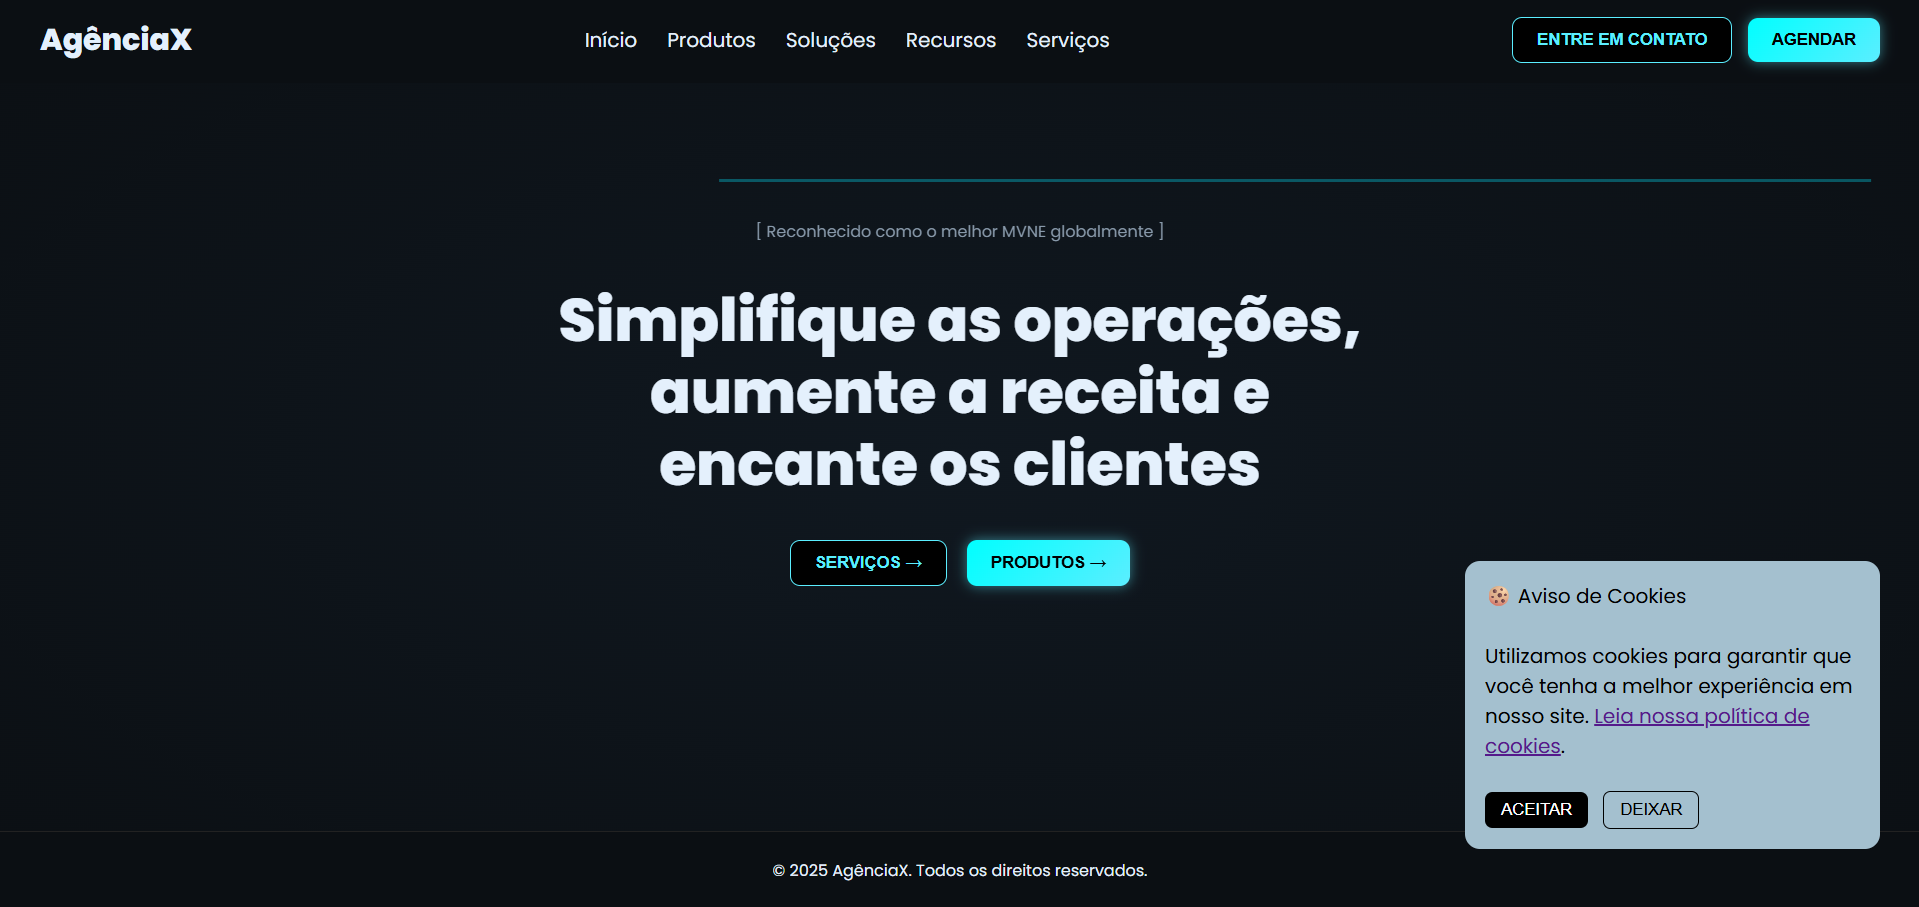 AgênciaX
Início Produtos Soluções Recursos Serviços
ENTRE EM CONTATO
AGENDAR
[ Reconhecido como o melhor MVNE globalmente ]
Simplifique as operações,
aumente a receita e
encante os clientes
SERVIÇOS →
PRODUTOS →
🍪 Aviso de Cookies
Utilizamos cookies para garantir que
você tenha a melhor experiência em
nosso site. Leia nossa política de
cookies.
ACEITAR
DEIXAR
© 2025 AgênciaX. Todos os direitos reservados.